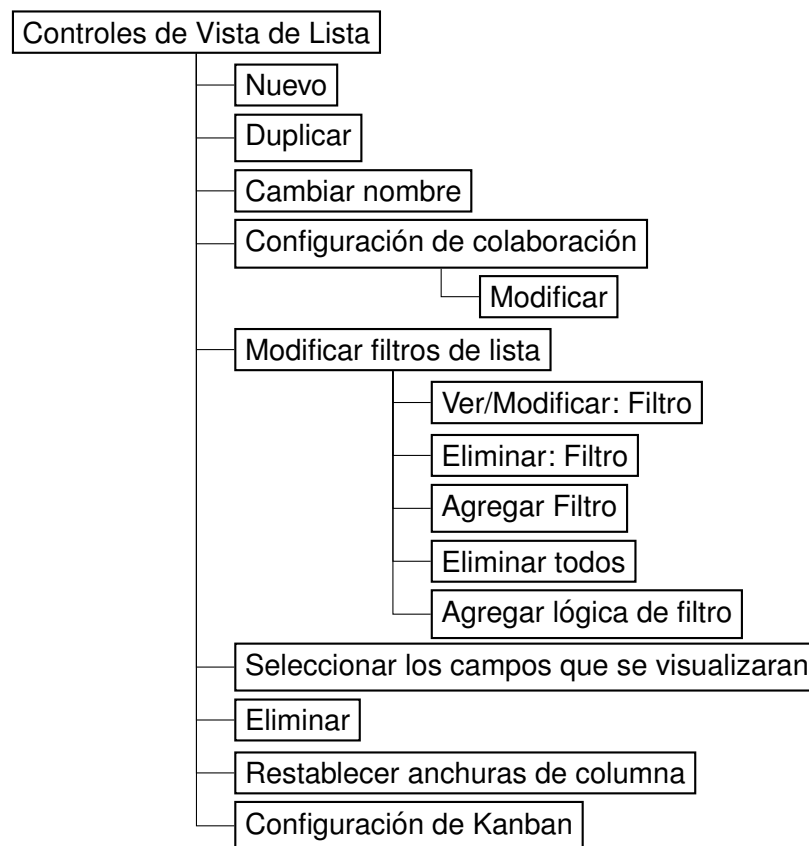 Controles de Vista de Lista
Nuevo
Duplicar
Cambiar nombre
Configuración de colaboración
Modificar
Modificar filtros de lista
Ver/Modificar: Filtro
Eliminar: Filtro
Agregar Filtro
Eliminar todos
Agregar lógica de filtro
Seleccionar los campos que se visualizaran
Eliminar
Restablecer anchuras de columna
Configuración de Kanban